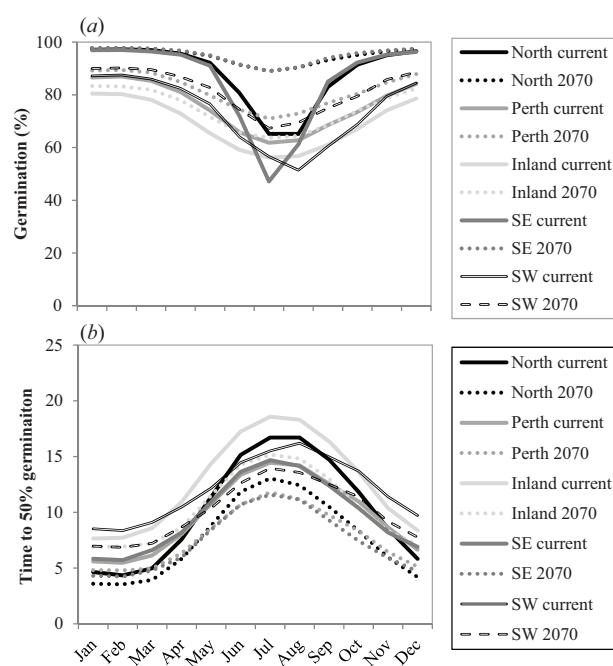 (a)
100
80
60
40
20
0
Germination (%)
North current
North 2070
Perth current
Perth 2070
Inland current
Inland 2070
SE current
SE 2070
SW current
SW 2070
(b)
25
20
15
10
5
0
Time to 50% germinaiton
Jan
Feb
Mar
Apr
May
Jun
Jul
Aug
Sep
Oct
Nov
Dec
North current
North 2070
Perth current
Perth 2070
Inland current
Inland 2070
SE current
SE 2070
SW current
SW 2070